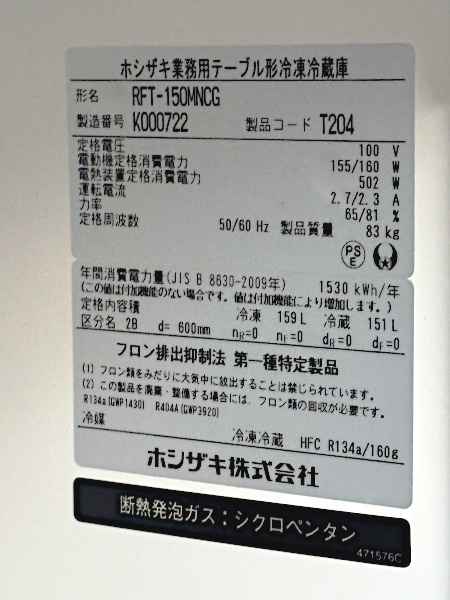 ホシザキ業務用テーブル形冷凍冷蔵庫
形名 RFT-150MNCG
製造番号 K000722 製品コード T204
定格電圧 100 V
電動機定格消費電力 155/160 W
電熱装置定格消費電力 502 W
運転電流 2.7/2.3 A
力率 65/81 %
定格周波数 50/60 Hz 製品質量 83 kg
PS E
年間消費電力量(JIS B 8630-2009年) 1530 kWh/年
(この値は付加機能のない場合です。値は付加機能により増加します。)
定格内容積 冷凍 159 L 冷蔵 151 L
区分名 2B d= 600mm nR=0 nF=0 dR=0 dF=0
フロン排出抑制法 第一種特定製品
(1) フロン類をみだりに大気中に放出することは禁じられています。
(2) この製品を廃棄・整備する場合には、フロン類の回収が必要です。
R134a(GWP1430) R404A(GWP3920)
冷媒
冷凍冷蔵 HFC R134a/160g
ホシザキ株式会社
断熱発泡ガス:シクロペンタン
471576C